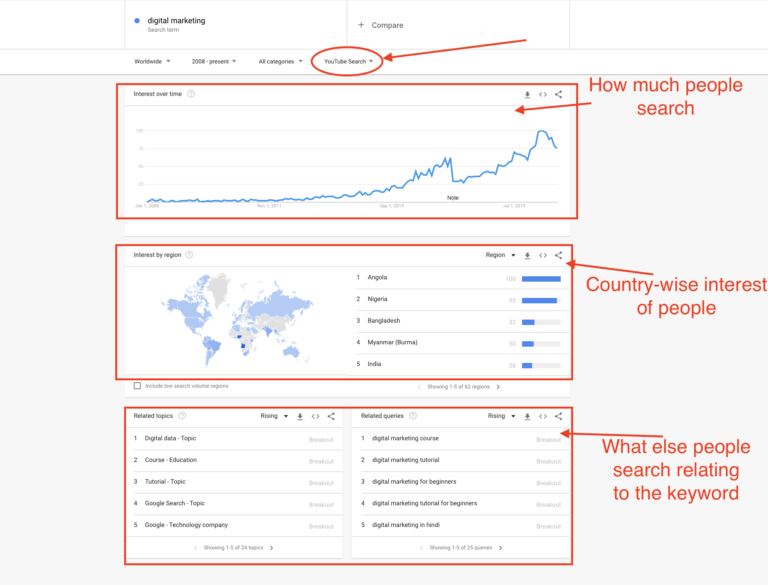 digital marketing
Search term
+ Compare
Worldwide
2008 - present
All categories
YouTube Search
How much people
search
Interest over time
100
75
50
25
Note
Jan 1, 2008
Nov 1, 2011
Sep 1, 2015
Jul 1, 2019
Interest by region
Region
1 Angola 100
2 Nigeria
3 Bangladesh
4 Myanmar (Burma)
5 India
Country-wise interest
of people
Include low search volume regions
Showing 1-5 of 62 regions
Related topics
Rising
1 Digital data - Topic Breakout
2 Course - Education Breakout
3 Tutorial - Topic Breakout
4 Google Search - Topic Breakout
5 Google - Technology company Breakout
Showing 1-5 of 24 topics
Related queries
Rising
1 digital marketing course Breakout
2 digital marketing tutorial Breakout
3 digital marketing for beginners Breakout
4 digital marketing tutorial for beginners Breakout
5 digital marketing in hindi Breakout
Showing 1-5 of 25 queries
What else people
search relating
to the keyword